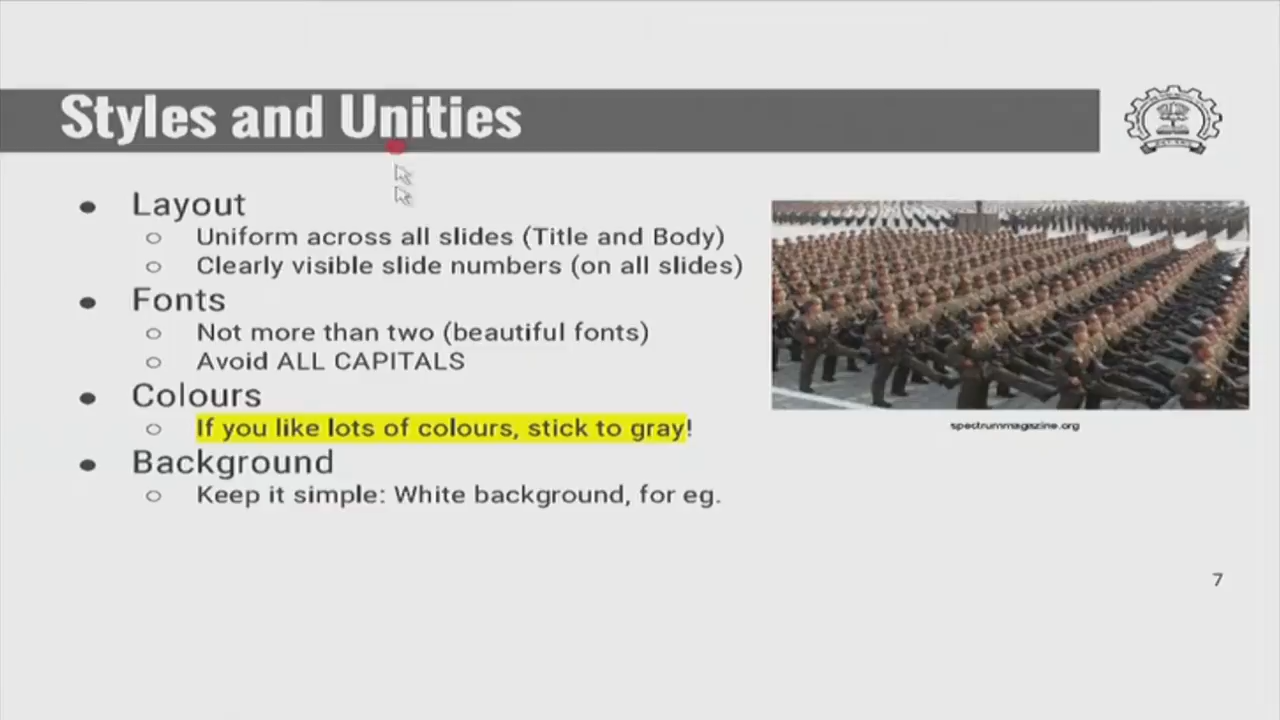 Styles and Unities
Layout
Uniform across all slides (Title and Body)
Clearly visible slide numbers (on all slides)
Fonts
Not more than two (beautiful fonts)
Avoid ALL CAPITALS
Colours
If you like lots of colours, stick to gray!
Background
Keep it simple: White background, for eg.
spectrummagazine.org
7